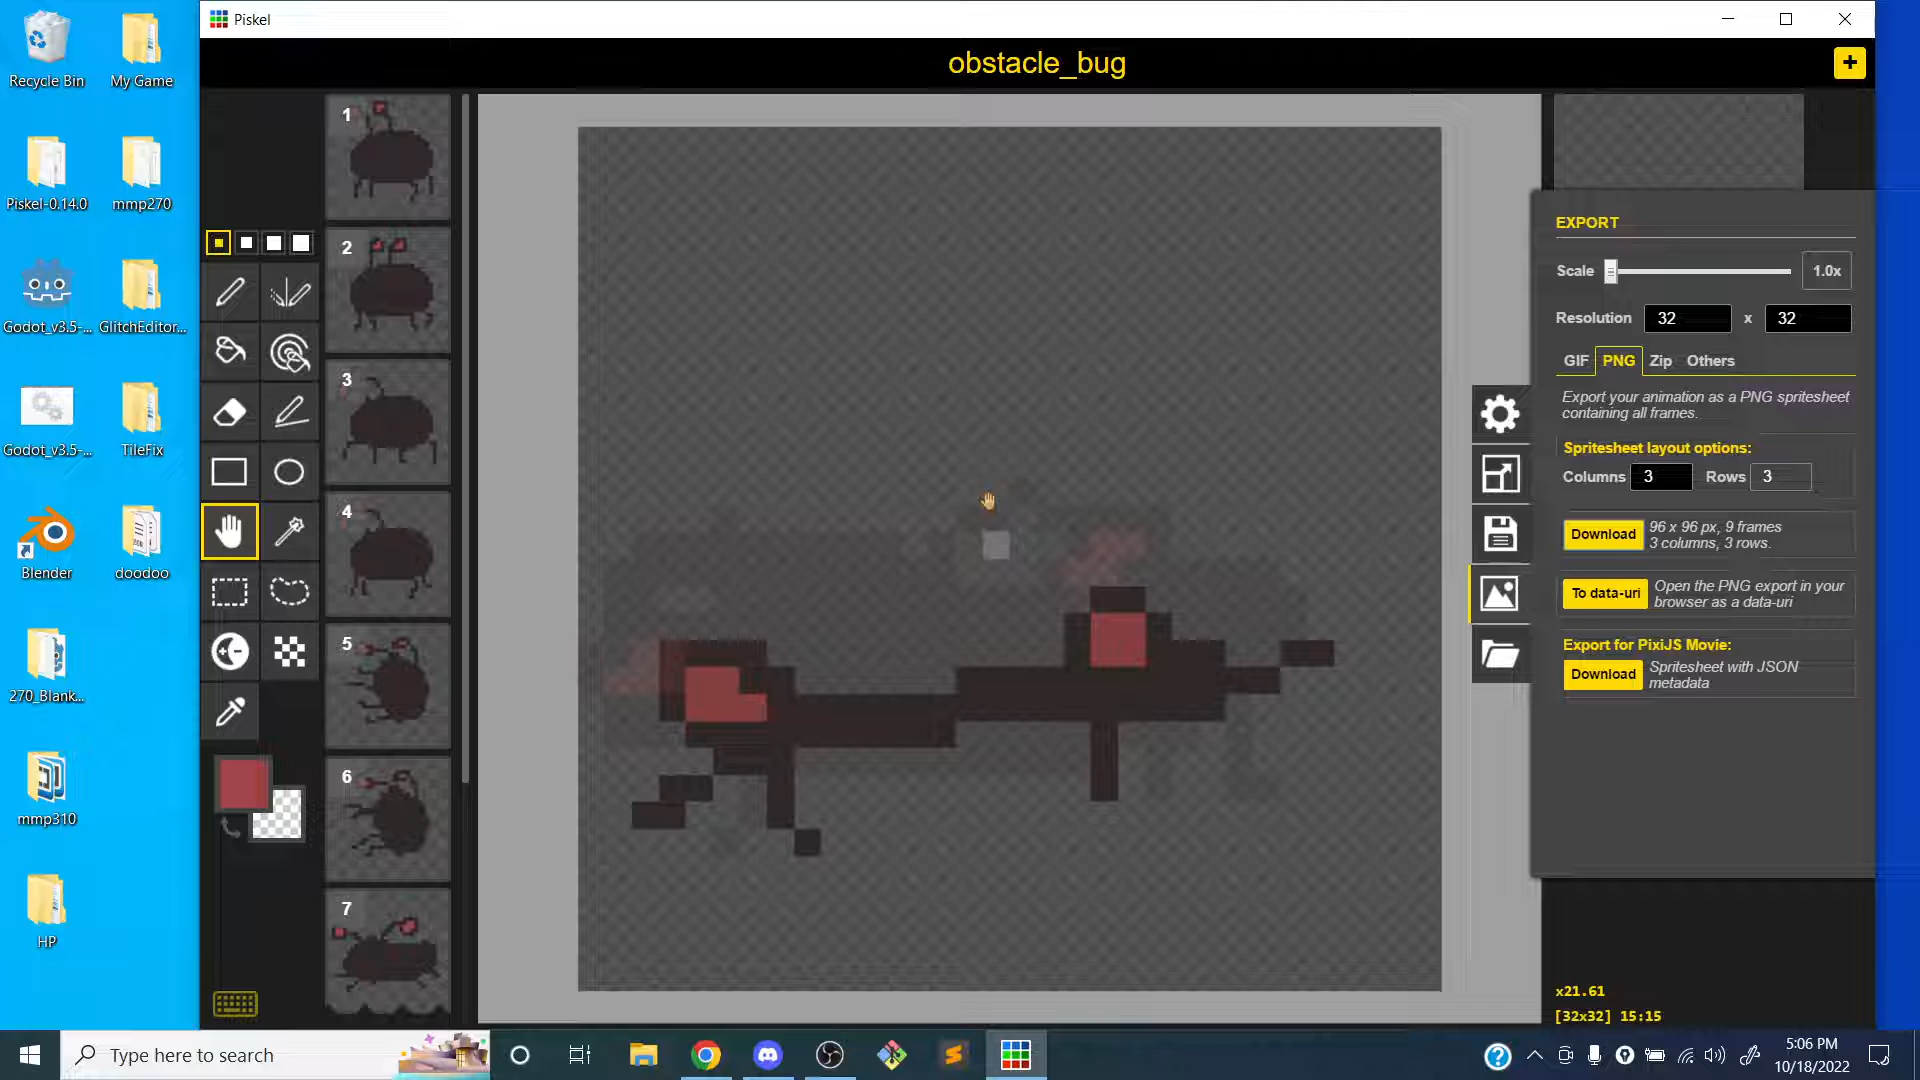 Piskel
obstacle_bug
+
Recycle Bin
My Game
Piskel-0.14.0
mmp270
Godot_v3.5-...
GlitchEditor...
Godot_v3.5-...
TileFix
Blender
doodoo
270_Blank...
mmp310
HP
1
2
3
4
5
6
7
EXPORT
Scale
1.0x
Resolution 32 x 32
GIF PNG Zip Others
Export your animation as a PNG spritesheet
containing all frames.
Spritesheet layout options:
Columns 3 Rows 3
Download
96 x 96 px, 9 frames
3 columns, 3 rows.
To data-uri
Open the PNG export in your
browser as a data-uri
Export for PixiJS Movie:
Download
Spritesheet with JSON
metadata
x21.61
[32x32] 15:15
Type here to search
5:06 PM
10/18/2022